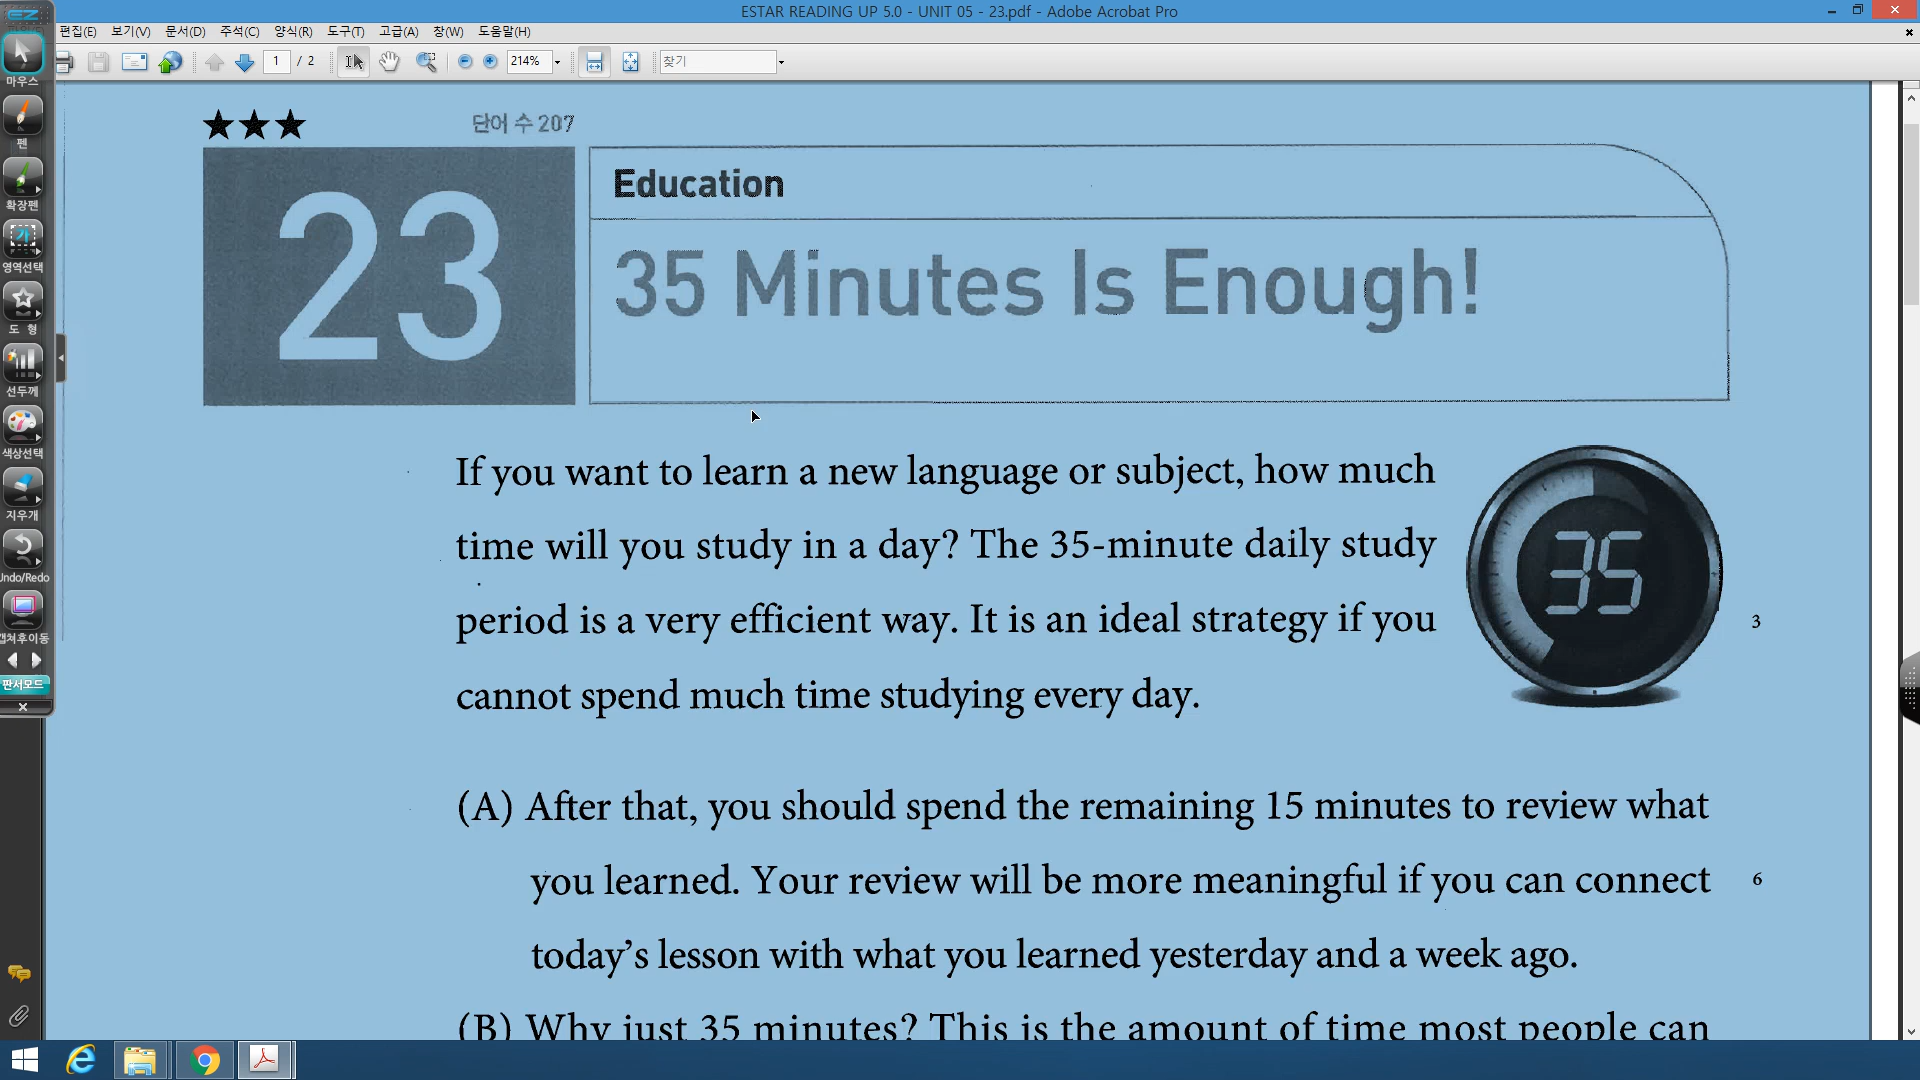 ESTAR READING UP 5.0 - UNIT 05 - 23.pdf - Adobe Acrobat Pro
편집(E) 보기(V) 문서(D) 주석(C) 양식(R) 도구(T) 고급(A) 창(W) 도움말(H)
1 / 2 214% 찾기
마우스
펜
확장펜
영역선택
도 형
선두께
색상선택
지우개
Undo/Redo
캡쳐후이동
판서모드
★★★ 단어 수 207
23
Education
35 Minutes Is Enough!
If you want to learn a new language or subject, how much
time will you study in a day? The 35-minute daily study
period is a very efficient way. It is an ideal strategy if you 3
cannot spend much time studying every day.
35
(A) After that, you should spend the remaining 15 minutes to review what
you learned. Your review will be more meaningful if you can connect 6
today's lesson with what you learned yesterday and a week ago.
(B) Why just 35 minutes? This is the amount of time most people can